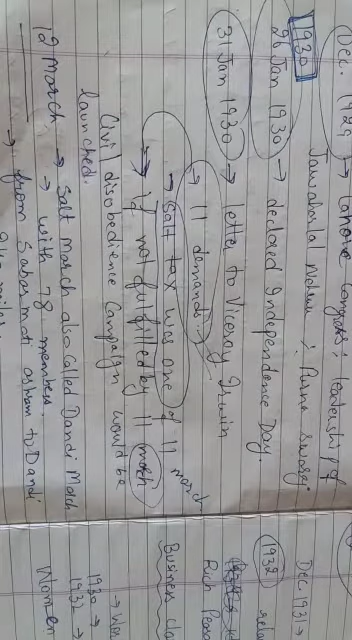 Dec. 1929 → Lahore Congress: leadership of
Jawaharlal Nehru : Purna Swaraj
1930
26 Jan 1930 → declared Independence Day.
31 Jan 1930 → letter to Viceroy Irwin
→ 11 demands.
→ Salt tax was one of 11
→ if not fulfilled by 11 march
march
Civil disobedience Campaign would be
launched.
12 March, → Salt March also called Dandi March
→ with 78 members
→ from Sabarmati ashram to Dandi
Dec 1931 →
1932
Rich
Business
1930 →
1932 →
Women